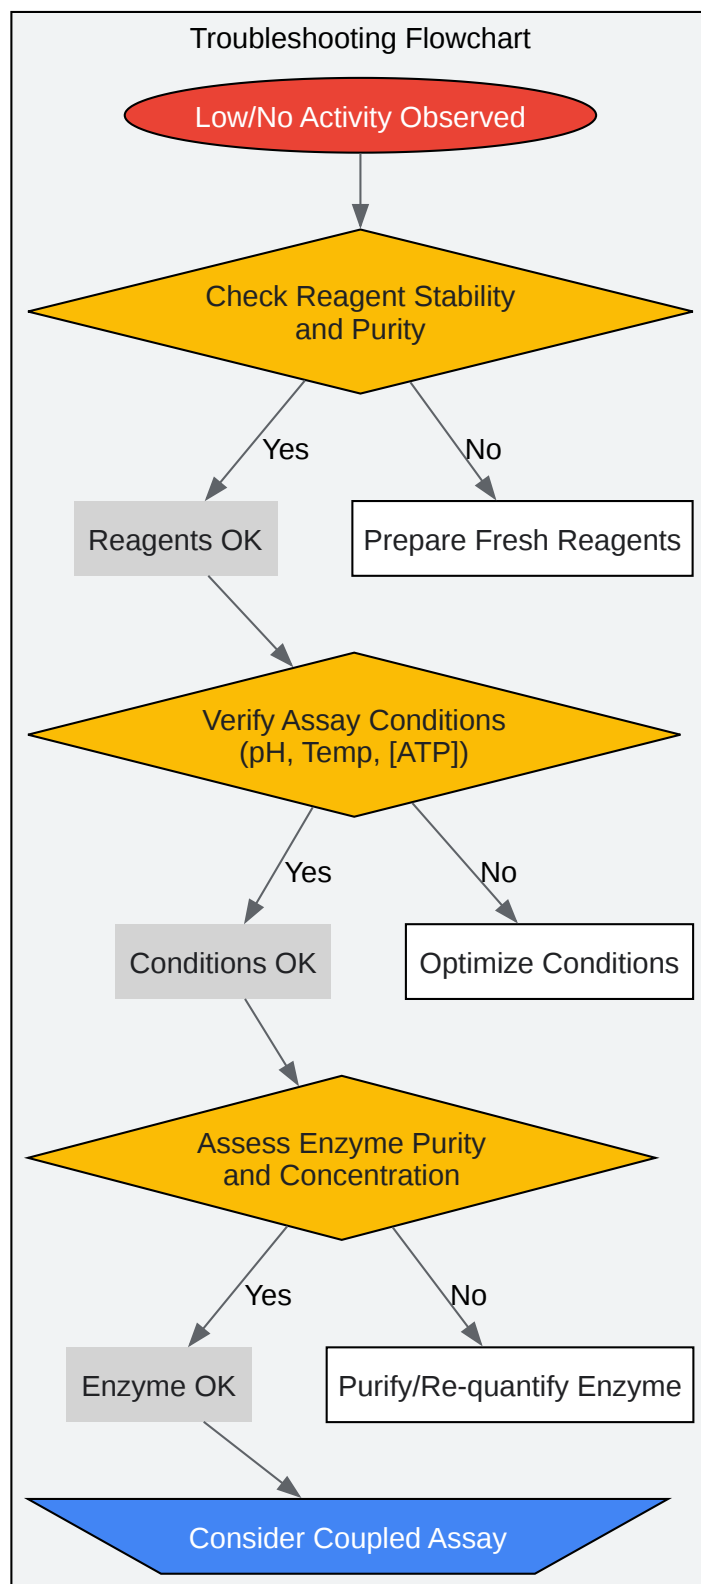 Troubleshooting Flowchart
Low/No Activity Observed
Check Reagent Stability
and Purity
Yes
No
Reagents OK
Prepare Fresh Reagents
Verify Assay Conditions
(pH, Temp, [ATP])
Yes
No
Conditions OK
Optimize Conditions
Assess Enzyme Purity
and Concentration
Yes
No
Enzyme OK
Purify/Re-quantify Enzyme
Consider Coupled Assay